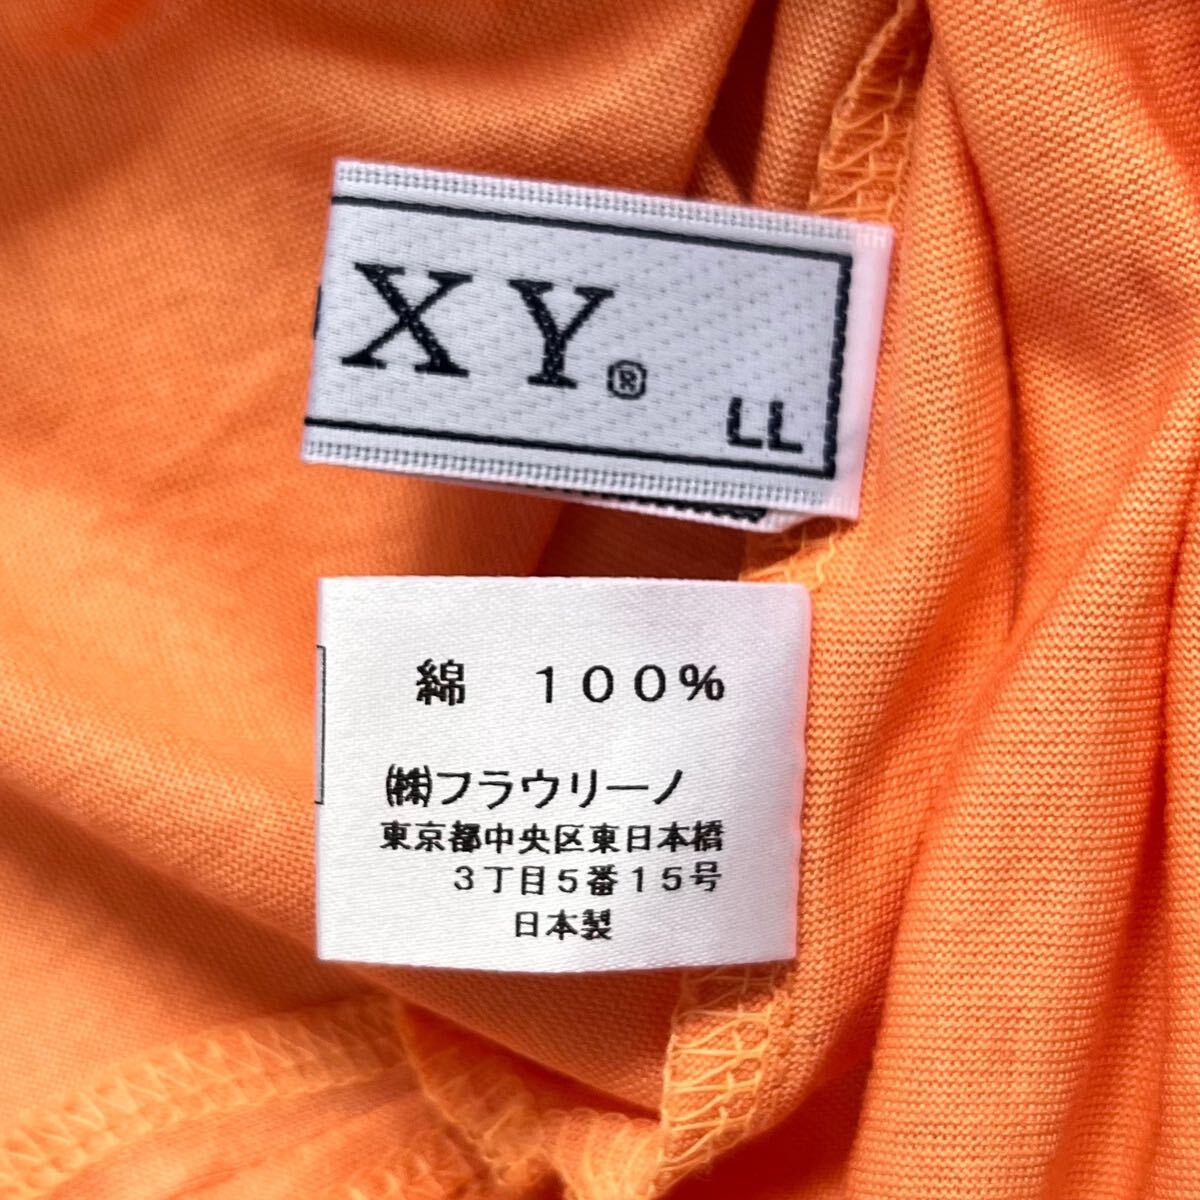 XY®
LL
綿　１００％
㈱フラウリーノ
東京都中央区東日本橋
３丁目５番１５号
日本製